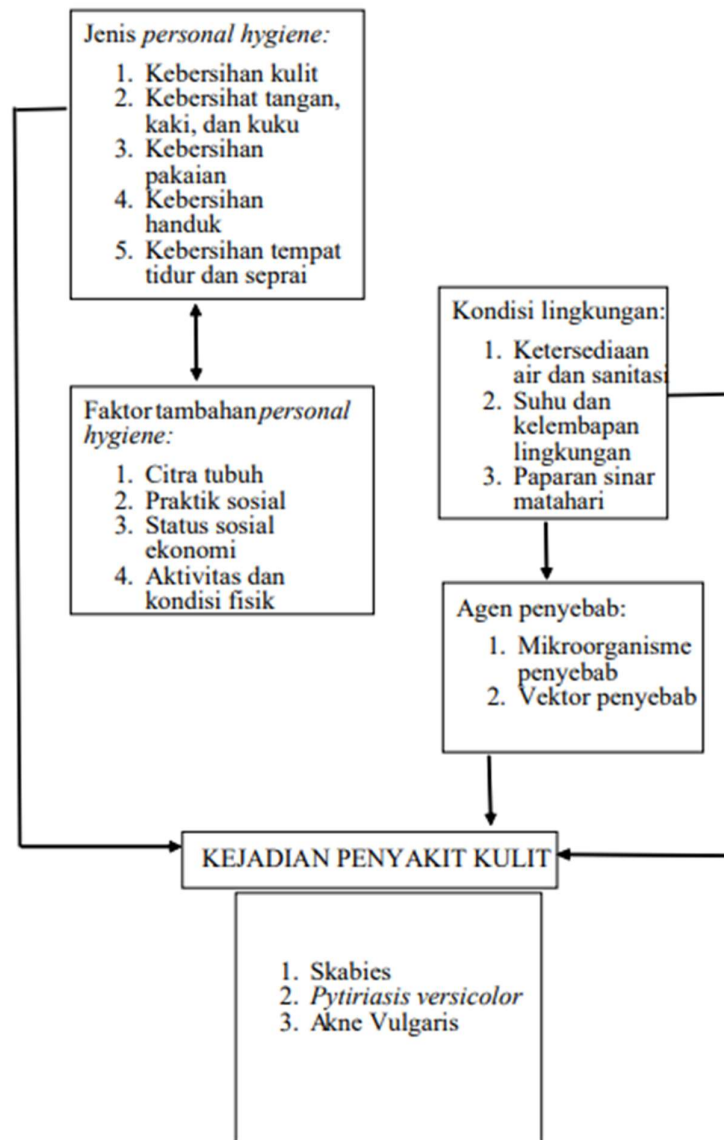 Jenis personal hygiene:
1. Kebersihan kulit
2. Kebersihat tangan,
kaki, dan kuku
3. Kebersihan
pakaian
4. Kebersihan
handuk
5. Kebersihan tempat
tidur dan seprai
Faktor tambahan personal
hygiene:
1. Citra tubuh
2. Praktik sosial
3. Status sosial
ekonomi
4. Aktivitas dan
kondisi fisik
Kondisi lingkungan:
1. Ketersediaan
air dan sanitasi
2. Suhu dan
kelembapan
lingkungan
3. Paparan sinar
matahari
Agen penyebab:
1. Mikroorganisme
penyebab
2. Vektor penyebab
KEJADIAN PENYAKIT KULIT
1. Skabies
2. Pytiriasis versicolor
3. Akne Vulgaris